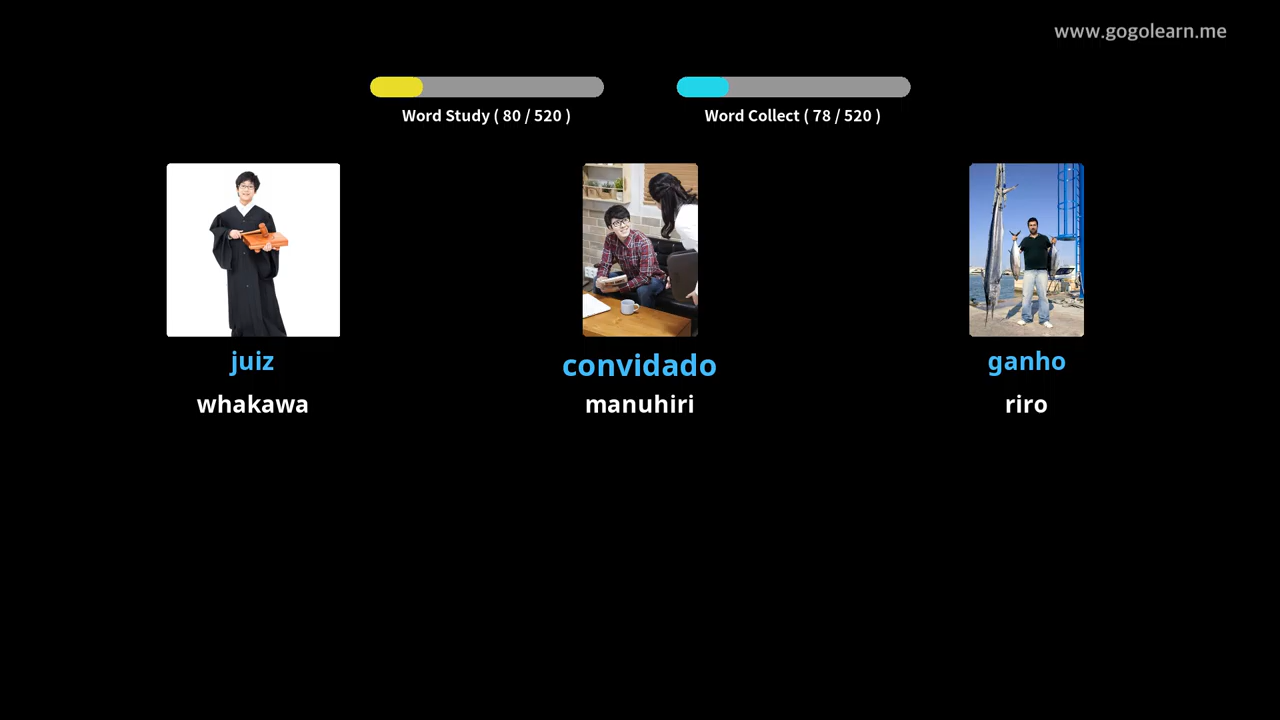 www.gogolearn.me
Word Study ( 80 / 520 )
Word Collect ( 78 / 520 )
juiz
whakawa
convidado
manuhiri
ganho
riro